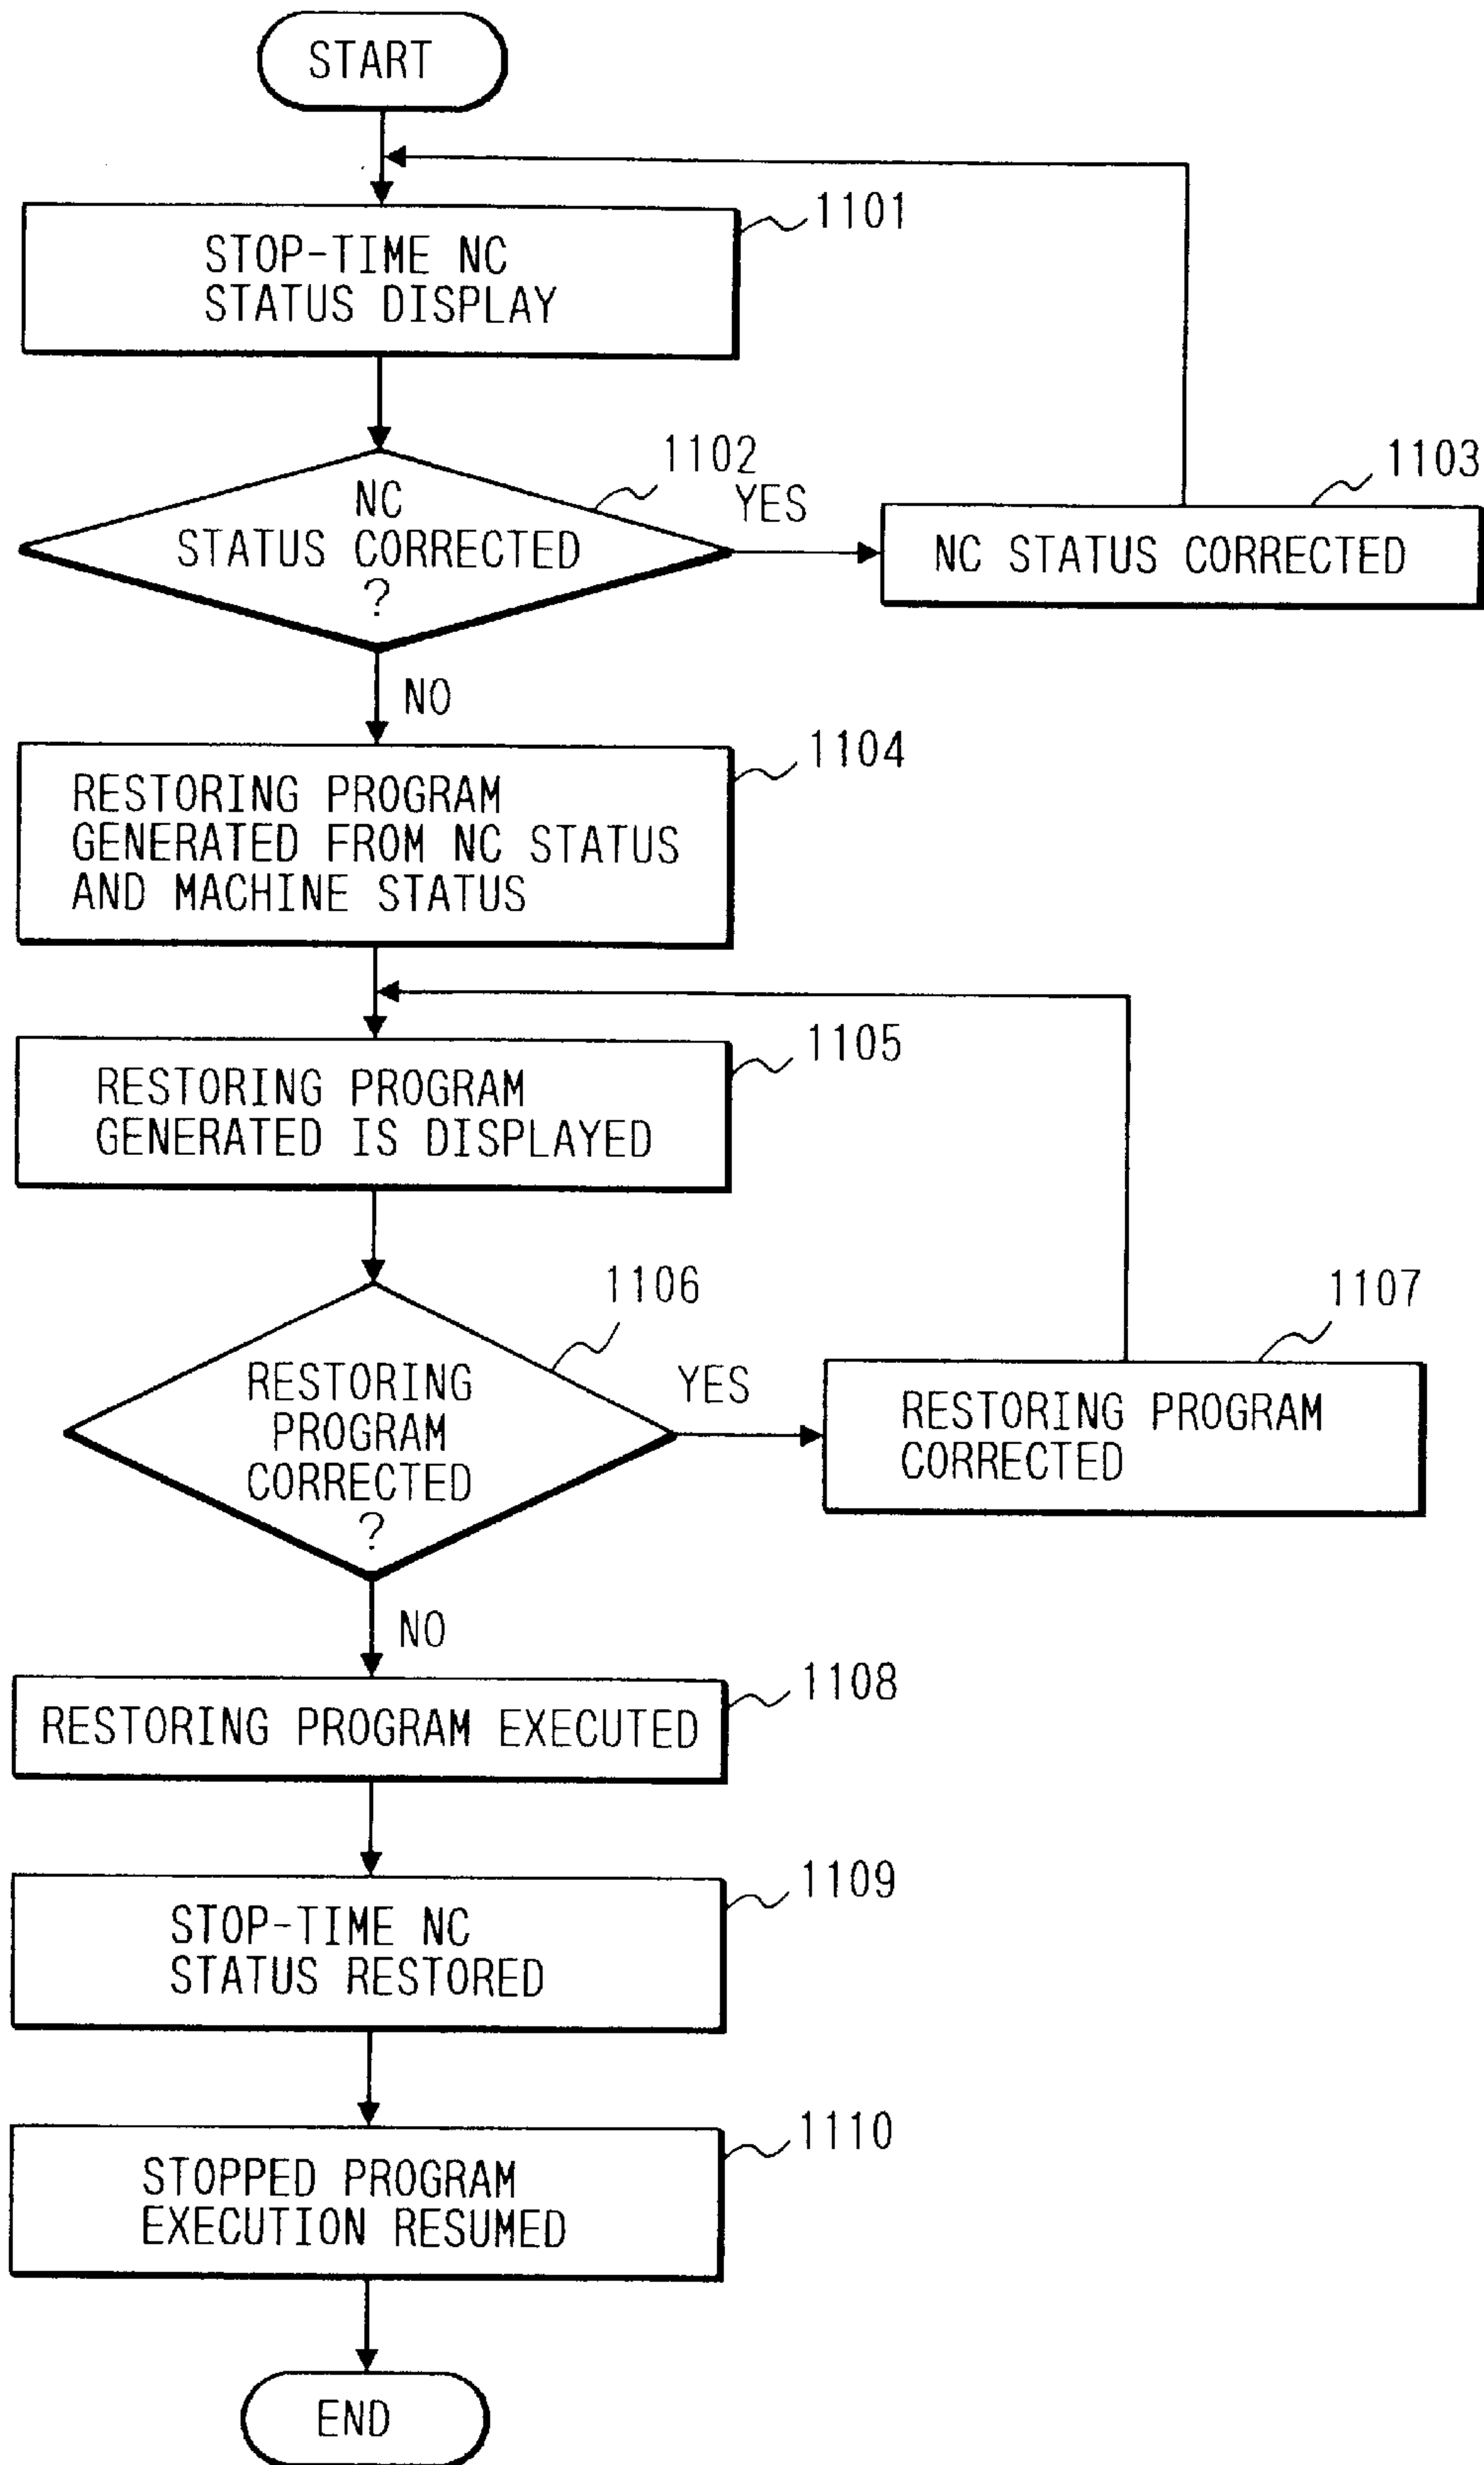 START
1101
STOP-TIME NC
STATUS DISPLAY
1102
NC
STATUS CORRECTED
?
YES
1103
NC STATUS CORRECTED
NO
1104
RESTORING PROGRAM
GENERATED FROM NC STATUS
AND MACHINE STATUS
1105
RESTORING PROGRAM
GENERATED IS DISPLAYED
1106
RESTORING
PROGRAM
CORRECTED
?
YES
1107
RESTORING PROGRAM
CORRECTED
NO
1108
RESTORING PROGRAM EXECUTED
1109
STOP-TIME NC
STATUS RESTORED
1110
STOPPED PROGRAM
EXECUTION RESUMED
END